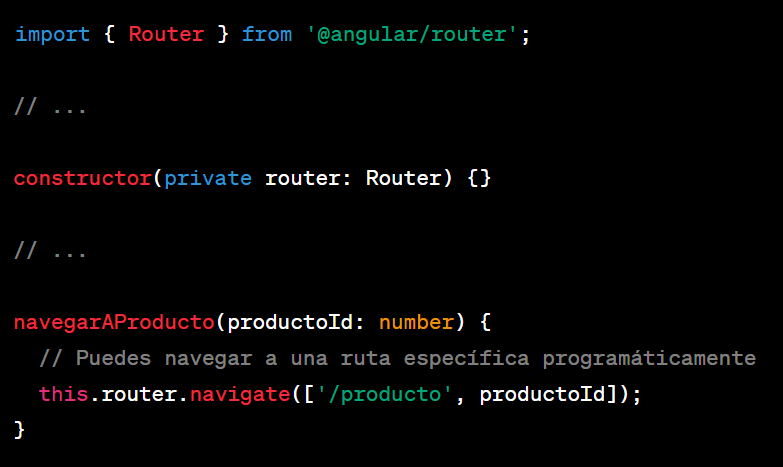 import { Router } from '@angular/router';
// ...
constructor(private router: Router) {}
// ...
navegarAProducto(productoId: number) {
  // Puedes navegar a una ruta específica programáticamente
  this.router.navigate(['/producto', productoId]);
}